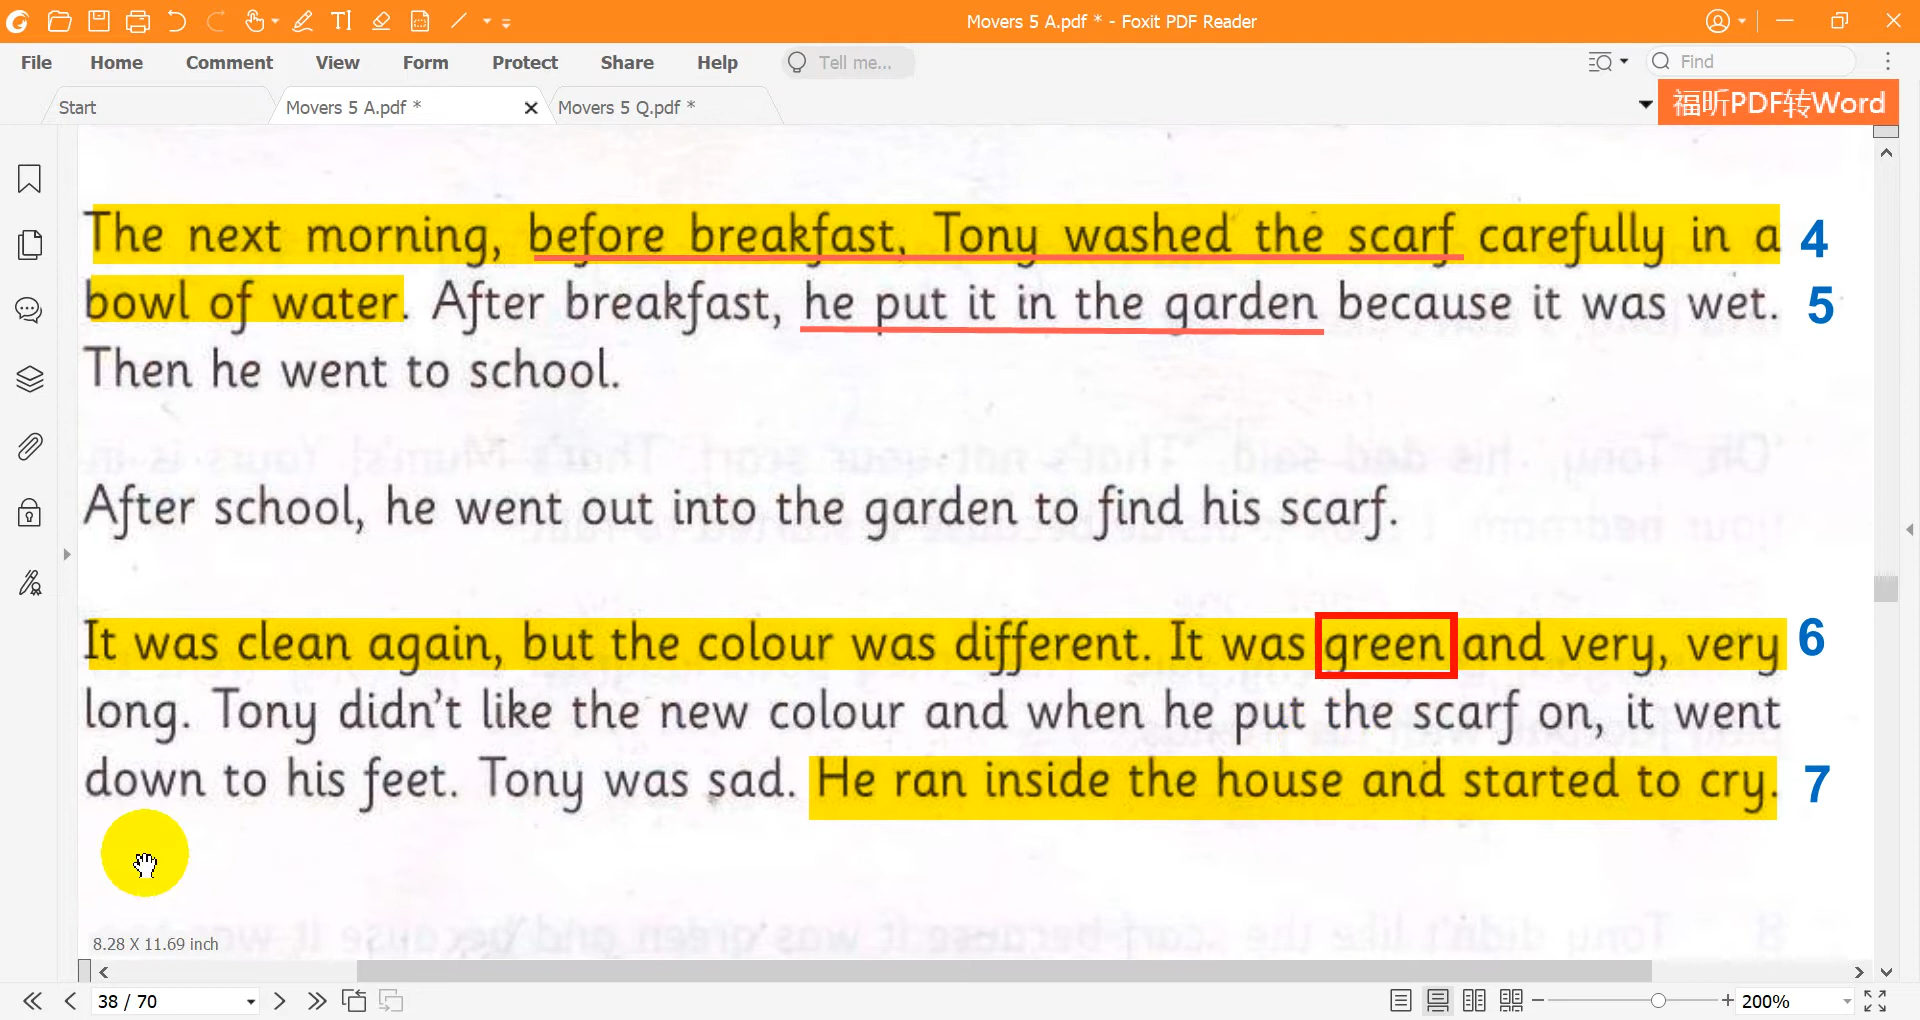 Movers 5 A.pdf * - Foxit PDF Reader
File Home Comment View Form Protect Share Help Tell me... Find
Start Movers 5 A.pdf * Movers 5 Q.pdf * 福昕PDF转Word
The next morning, before breakfast, Tony washed the scarf carefully in a 4
bowl of water. After breakfast, he put it in the garden because it was wet. 5
Then he went to school.
After school, he went out into the garden to find his scarf.
It was clean again, but the colour was different. It was green and very, very 6
long. Tony didn't like the new colour and when he put the scarf on, it went
down to his feet. Tony was sad. He ran inside the house and started to cry. 7
8.28 X 11.69 inch
38 / 70 200%